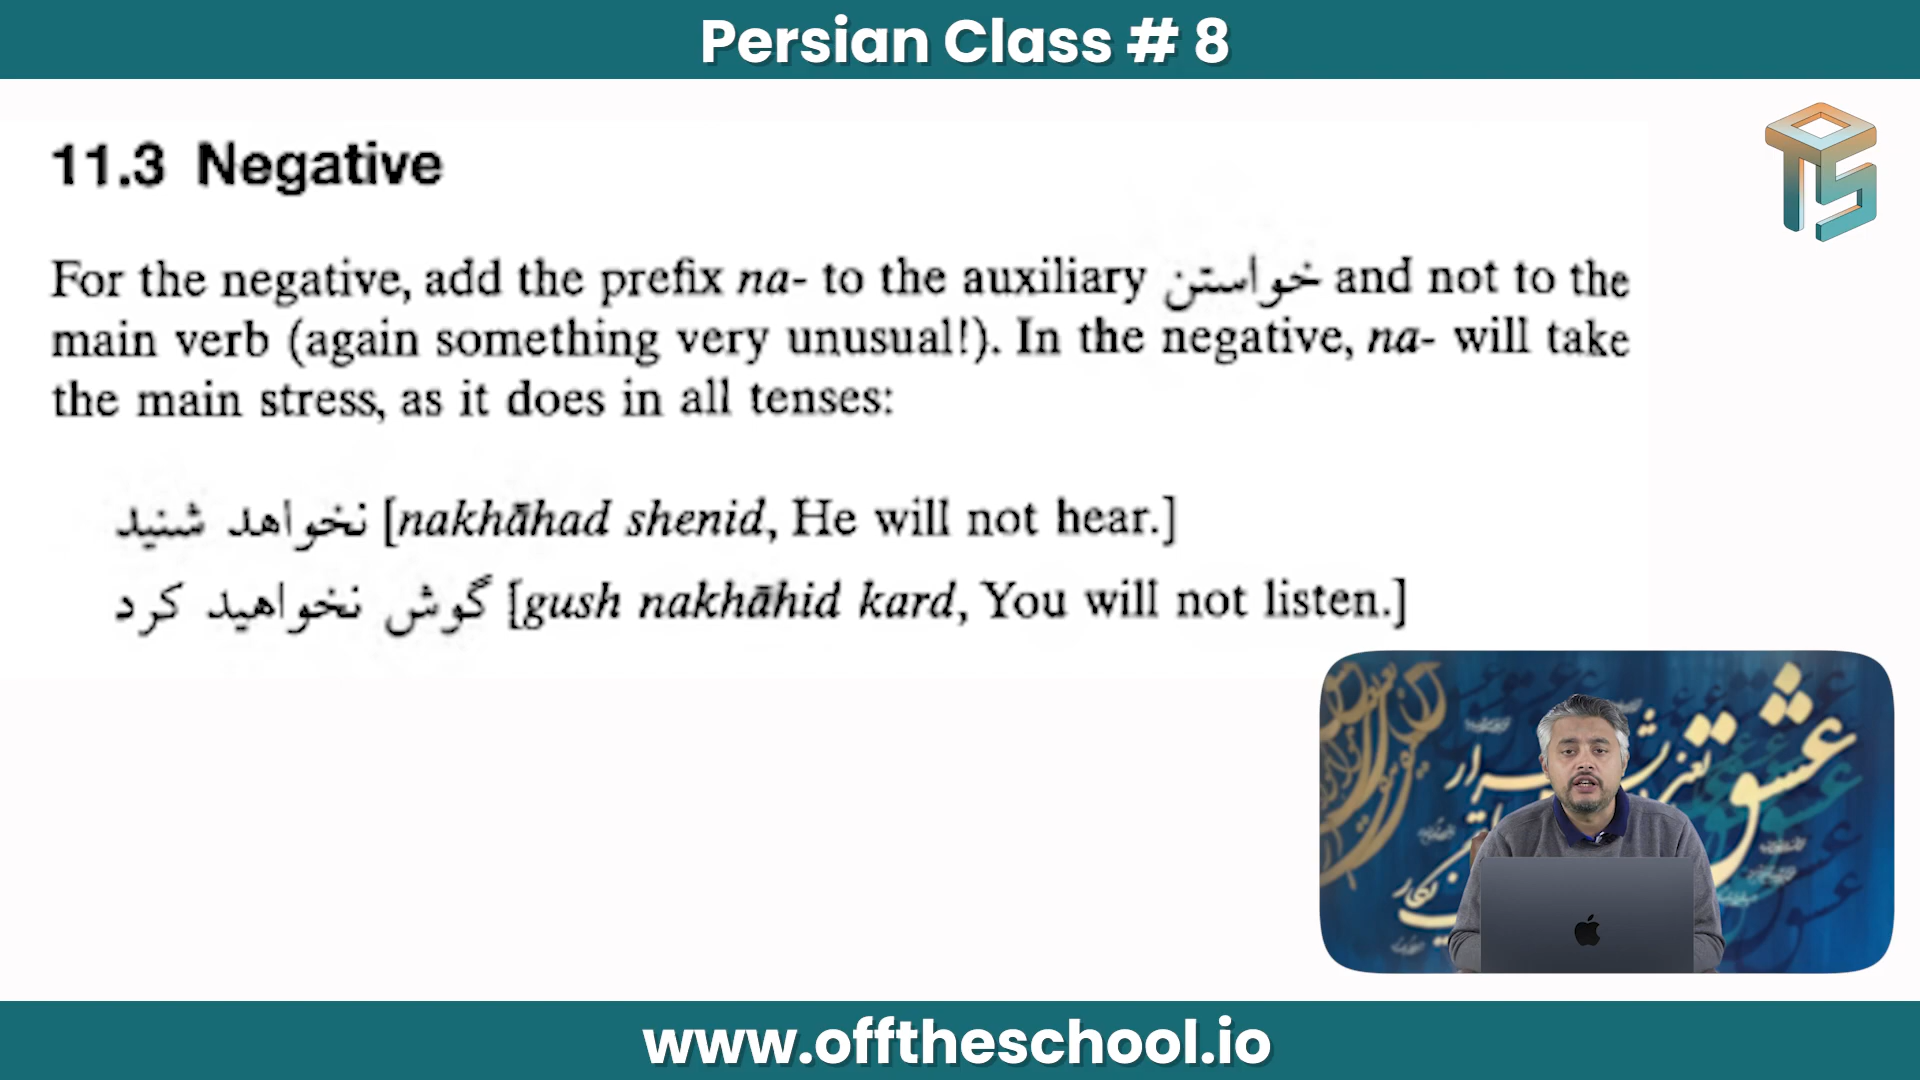 Persian Class # 8
11.3 Negative
For the negative, add the prefix na- to the auxiliary خواستن and not to the
main verb (again something very unusual!). In the negative, na- will take
the main stress, as it does in all tenses:
نخواهد شنید [nakhāhad shenid, He will not hear.]
گوش نخواهید کرد [gush nakhāhid kard, You will not listen.]
عشق
www.offtheschool.io